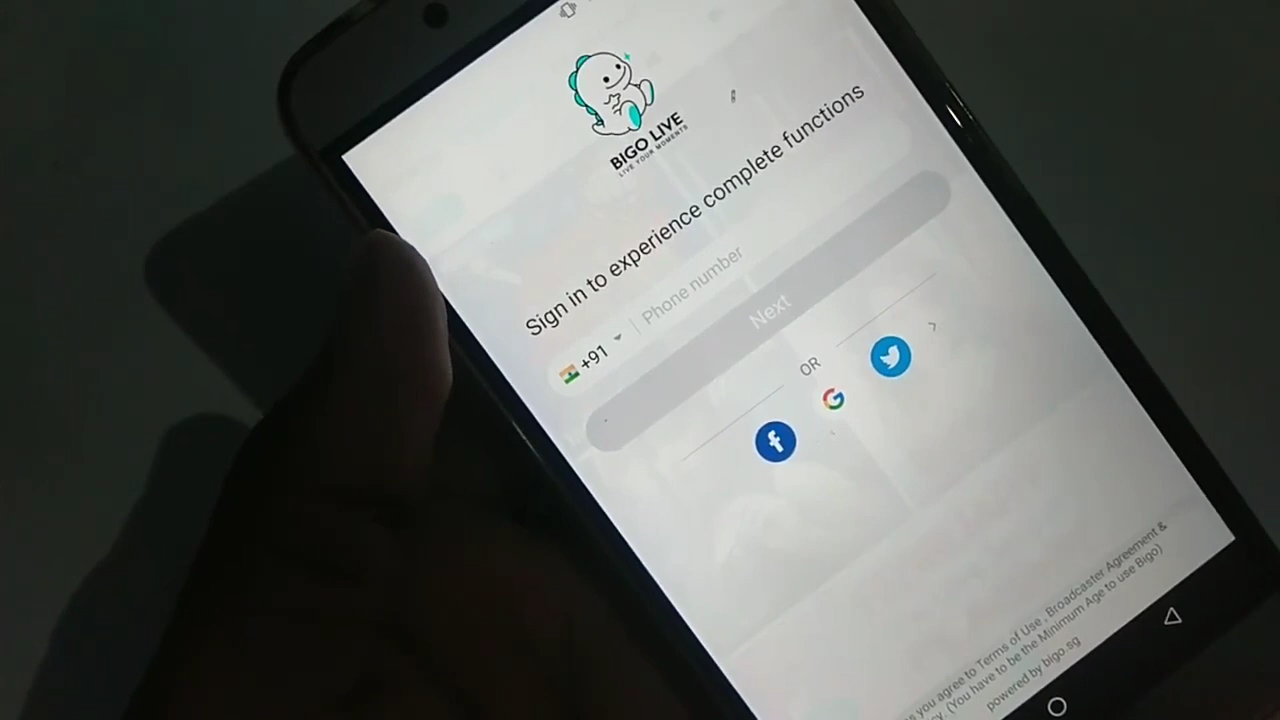 BIGO LIVE
LIVE YOUR MOMENTS
Sign in to experience complete functions
+91 Phone number
Next
OR
you agree to Terms of Use , Broadcaster Agreement &
(You have to be the Minimum Age to use Bigo)
powered by bigo.sg